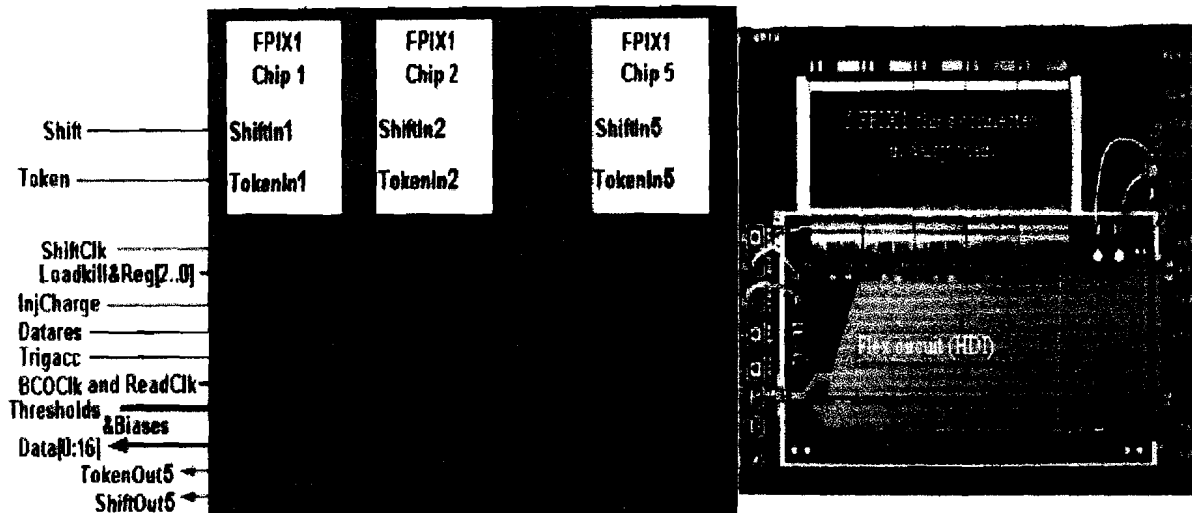 FPIX1
Chip 1
FPIX1
Chip 2
FPIX1
Chip 5
Shift
ShiftIn1
ShiftIn2
ShiftIn5
Token
TokenIn1
TokenIn2
TokenIn5
ShiftClk
Loadkill&Reg[2..0]
InjCharge
Datares
Trigacc
BCOClk and ReadClk
Thresholds
&Biases
Data[0:16]
TokenOut5
ShiftOut5
Flex circuit (HDI)